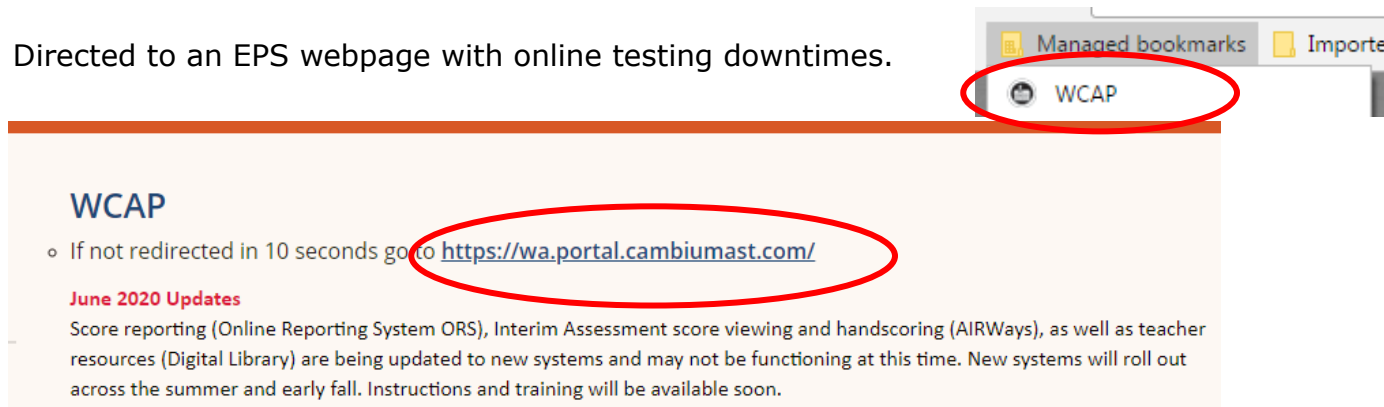 Directed to an EPS webpage with online testing downtimes.
Managed bookmarks
Importe
WCAP
WCAP
If not redirected in 10 seconds go to https://wa.portal.cambiumast.com/
June 2020 Updates
Score reporting (Online Reporting System ORS), Interim Assessment score viewing and handscoring (AIRWays), as well as teacher
resources (Digital Library) are being updated to new systems and may not be functioning at this time. New systems will roll out
across the summer and early fall. Instructions and training will be available soon.